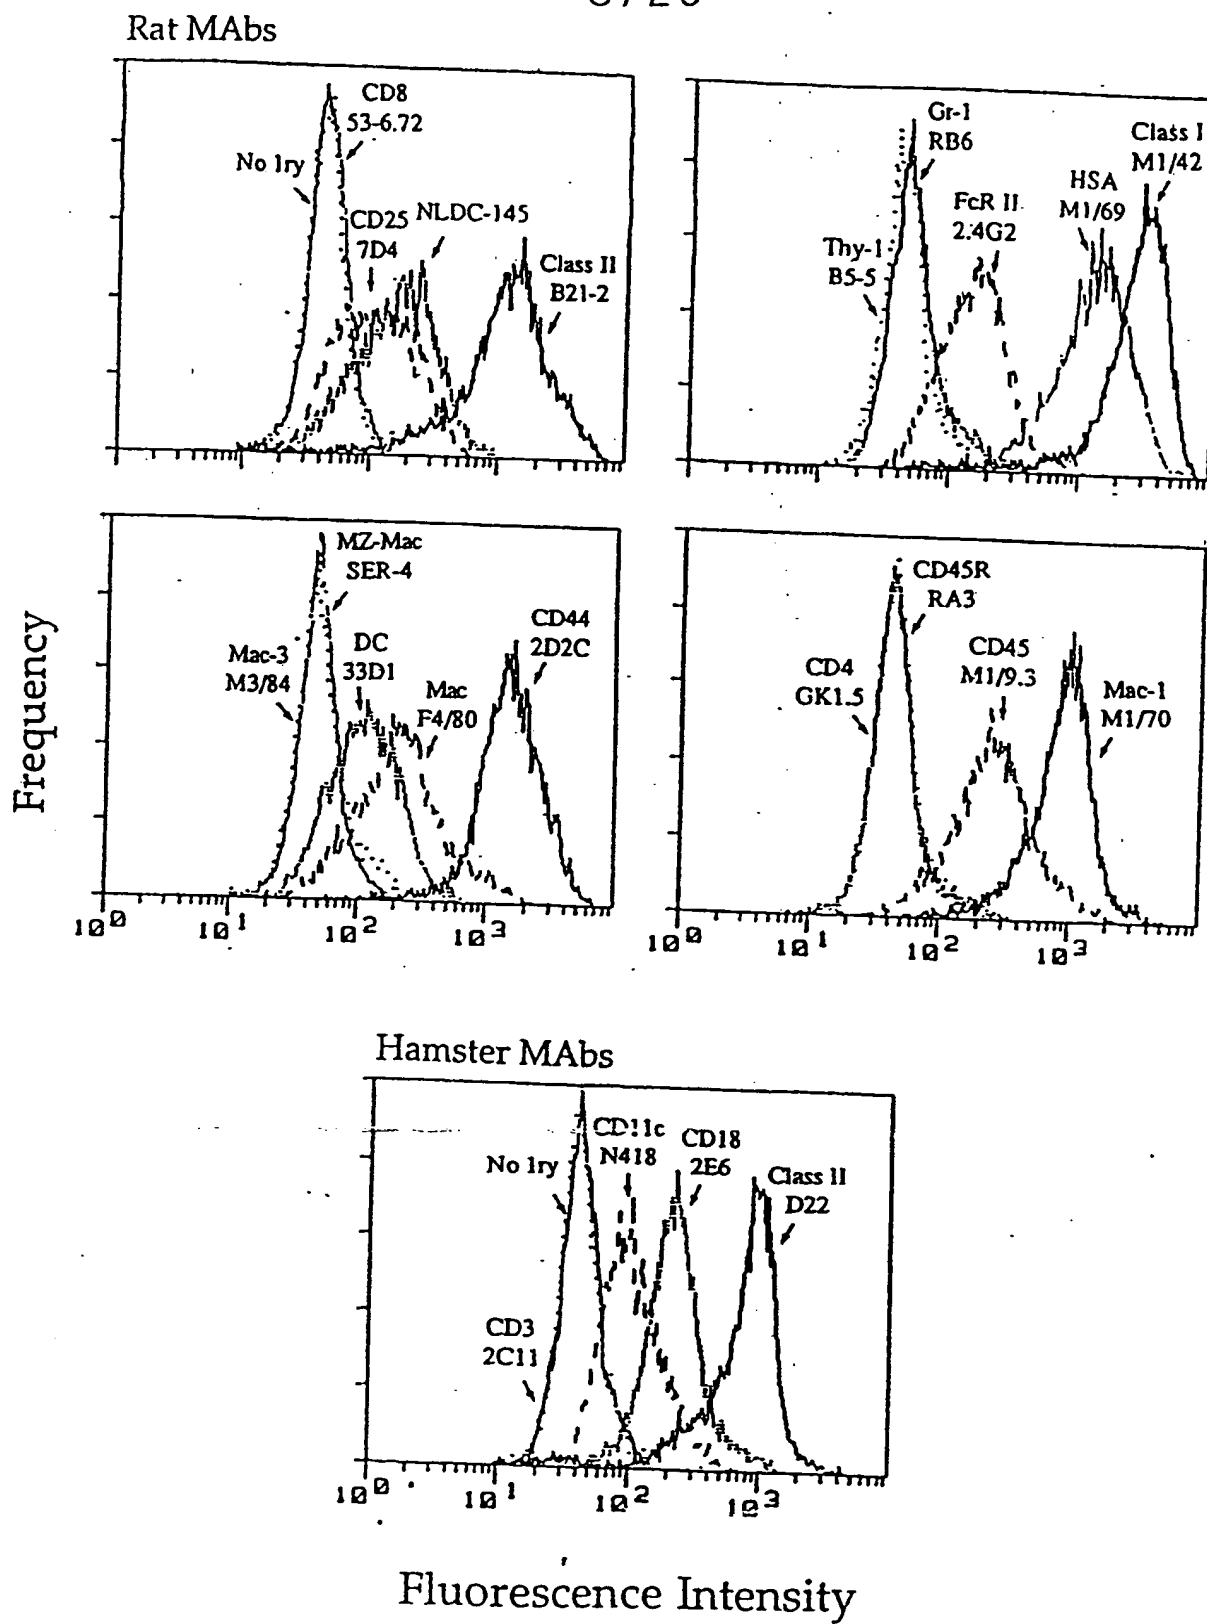 Rat MAbs
CD8
53-6.72
No 1ry
CD25
7D4
NLDC-145
Class II
B21-2
Gr-1
RB6
Class I
M1/42
HSA
M1/69
FcR II
2.4G2
Thy-1
B5-5
MZ-Mac
SER-4
Mac-3
M3/84
DC
33D1
Mac
F4/80
CD44
2D2C
CD45R
RA3
CD4
GK1.5
CD45
M1/9.3
Mac-1
M1/70
Frequency
10^0 10^1 10^2 10^3
10^0 10^1 10^2 10^3
Hamster MAbs
No 1ry
CD11c
N418
CD18
2E6
Class II
D22
CD3
2C11
10^0 10^1 10^2 10^3
Fluorescence Intensity